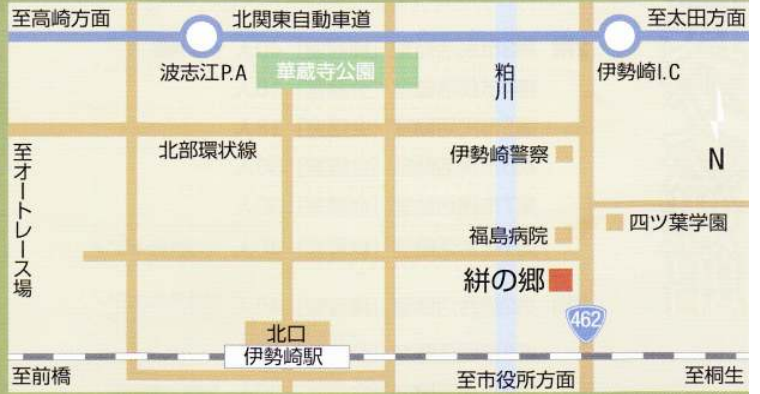 至高崎方面
北関東自動車道
至太田方面
波志江P.A
華蔵寺公園
粕川
伊勢崎I.C
北部環状線
伊勢崎警察
N
至オートレース場
福島病院
四ツ葉学園
絣の郷
462
北口
伊勢崎駅
至前橋
至市役所方面
至桐生